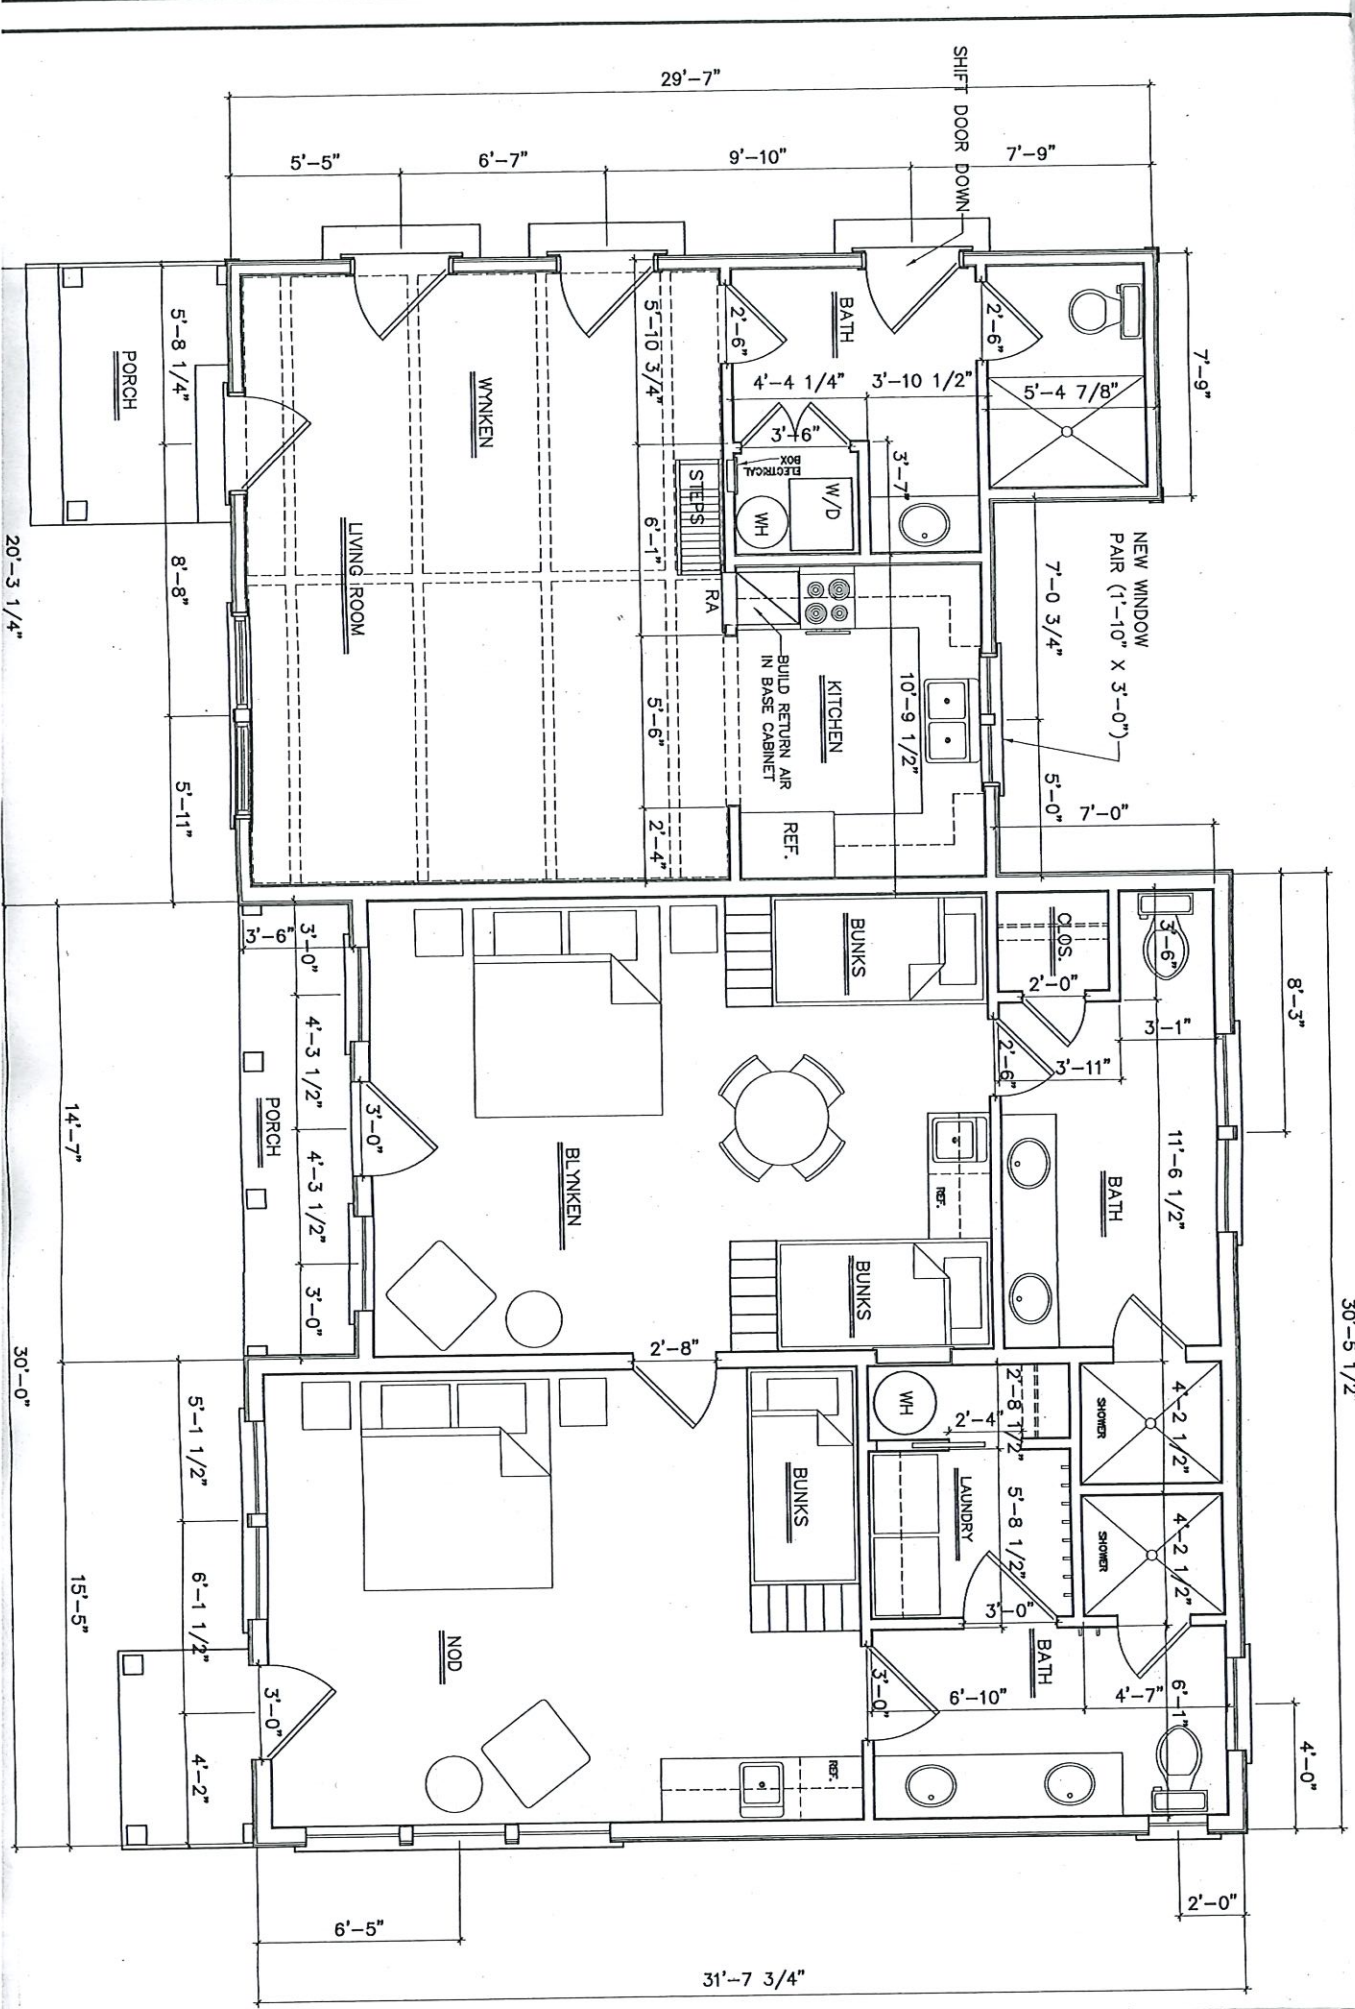 29'-7"
SHIFT DOOR DOWN
5'-5"
6'-7"
9'-10"
7'-9"
7'-9"
5'-8 1/4"
PORCH
WYNKEN
5'-10 3/4"
2'-6"
BATH
2'-6"
4'-4 1/4"
3'-10 1/2"
5'-4 7/8"
3'-6"
ELECTRICAL
BOX
W/D
WH
3'-7"
STEPS
6'-1"
LIVING ROOM
8'-8"
20'-3 1/4"
RA
BUILD RETURN AIR
IN BASE CABINET
KITCHEN
10'-9 1/2"
NEW WINDOW
PAIR (1'-10" X 3'-0")
7'-0 3/4"
5'-0"
7'-0"
5'-6"
5'-11"
2'-4"
REF.
3'-6"
3'-0"
BUNKS
CLOS.
3'-6"
2'-0"
3'-1"
8'-3"
4'-3 1/2"
2'-6"
3'-11"
3'-0"
PORCH
14'-7"
BLYNKEN
REF.
BATH
11'-6 1/2"
4'-3 1/2"
BUNKS
3'-0"
30'-5 1/2
2'-8"
30'-0"
5'-1 1/2"
WH
2'-8 1/2"
2'-4"
SHOWER
4'-2 1/2"
BUNKS
LAUNDRY
5'-8 1/2"
SHOWER
4'-2 1/2"
3'-0"
15'-5"
6'-1 1/2"
NOD
BATH
3'-0"
3'-0"
6'-10"
4'-7"
6'-1"
4'-0"
4'-2"
REF.
2'-0"
6'-5"
31'-7 3/4"